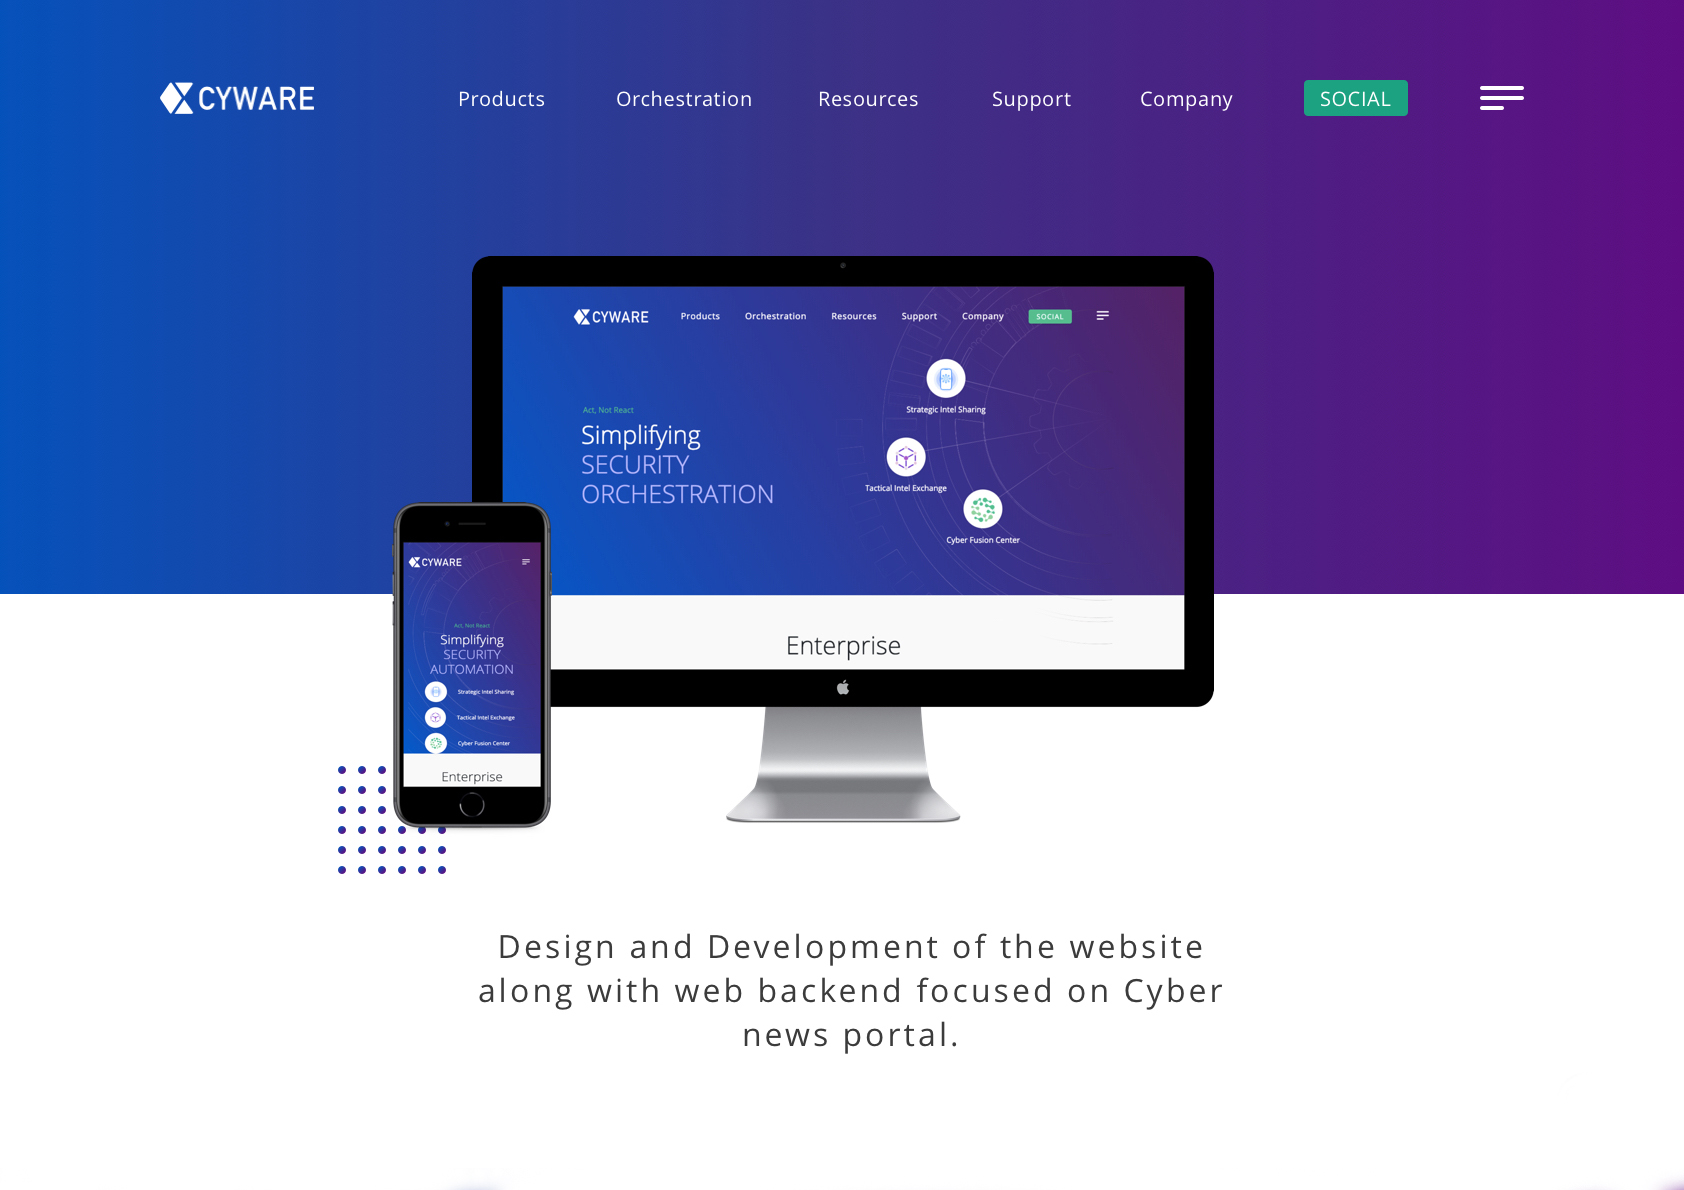 CYWARE
Products
Orchestration
Resources
Support
Company
SOCIAL
CYWARE
Products
Orchestration
Resources
Support
Company
SOCIAL
Strategic Intel Sharing
Act, Not React
Simplifying
SECURITY
ORCHESTRATION
Tactical Intel Exchange
Cyber Fusion Center
Enterprise
CYWARE
Act, Not React
Simplifying
SECURITY
AUTOMATION
Strategic Intel Sharing
Tactical Intel Exchange
Cyber Fusion Center
Enterprise
Design and Development of the website
along with web backend focused on Cyber
news portal.